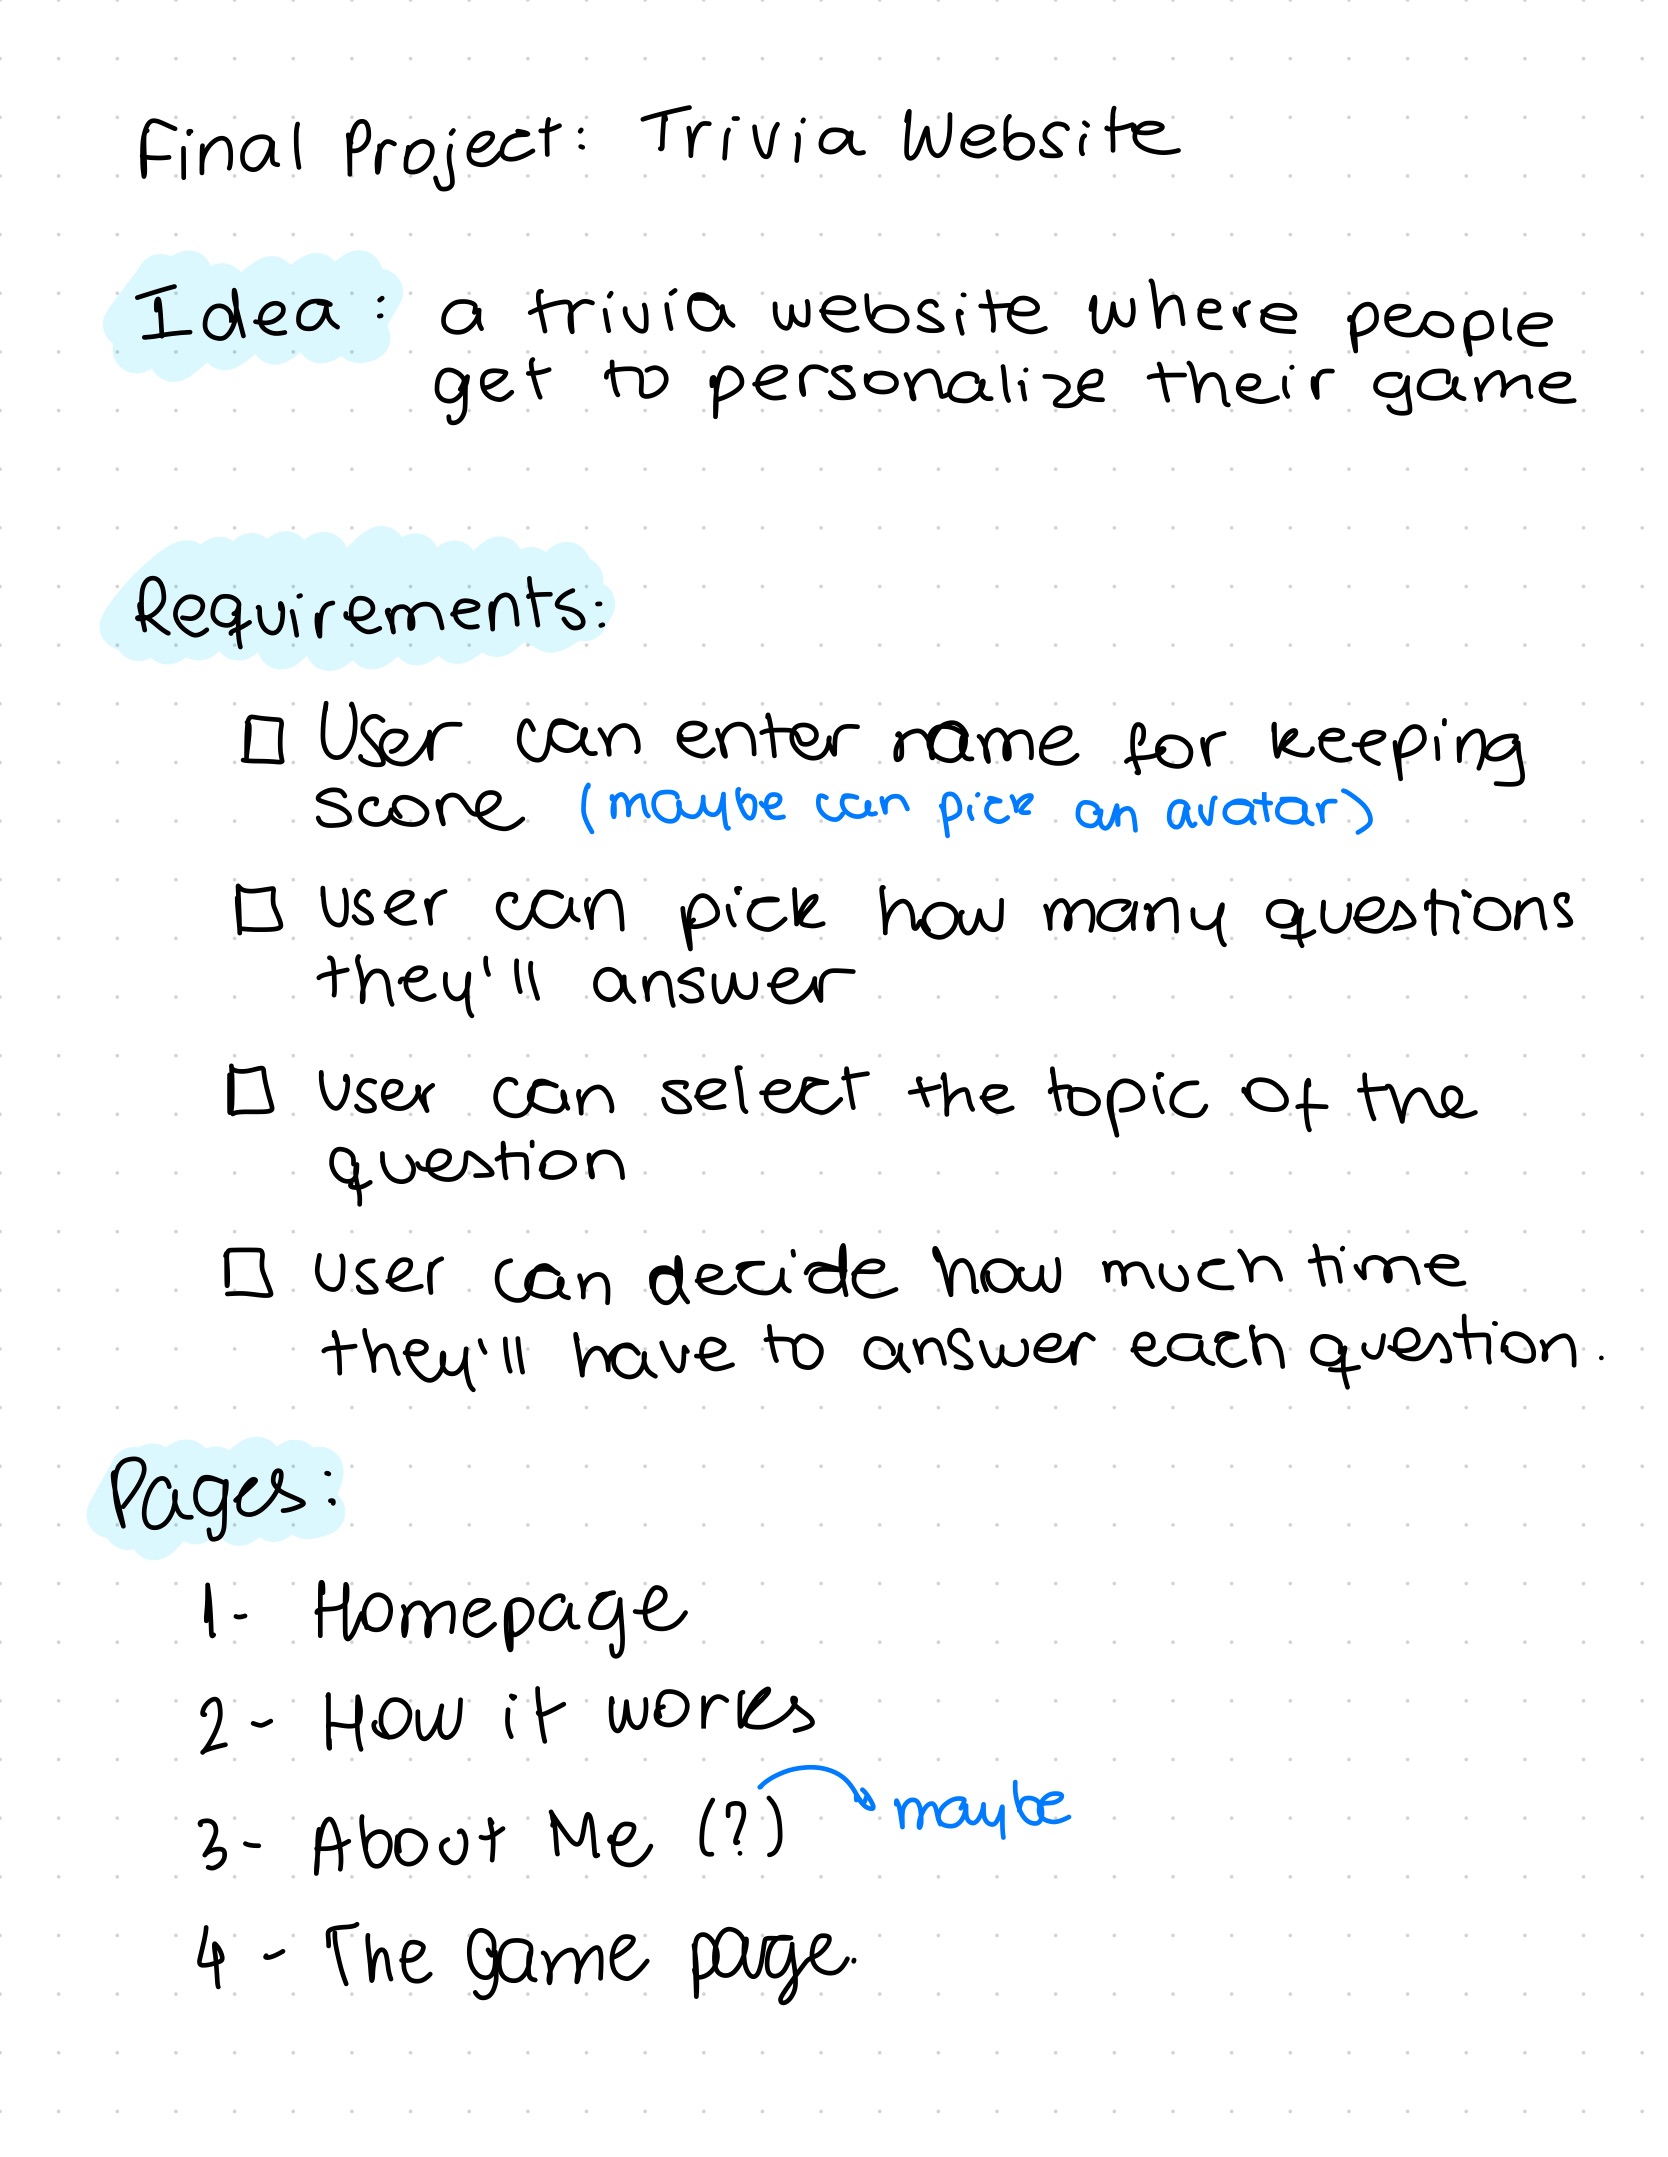 Final Project: Trivia Website
Idea: a trivia website where people
get to personalize their game
Requirements:
User can enter name for keeping
score (maybe can pick an avatar)
user can pick how many questions
they'll answer
user can select the topic of the
question
user can decide how much time
they'll have to answer each question.
Pages:
1- Homepage
2- How it works
3- About Me (?) maybe
4- The game page.